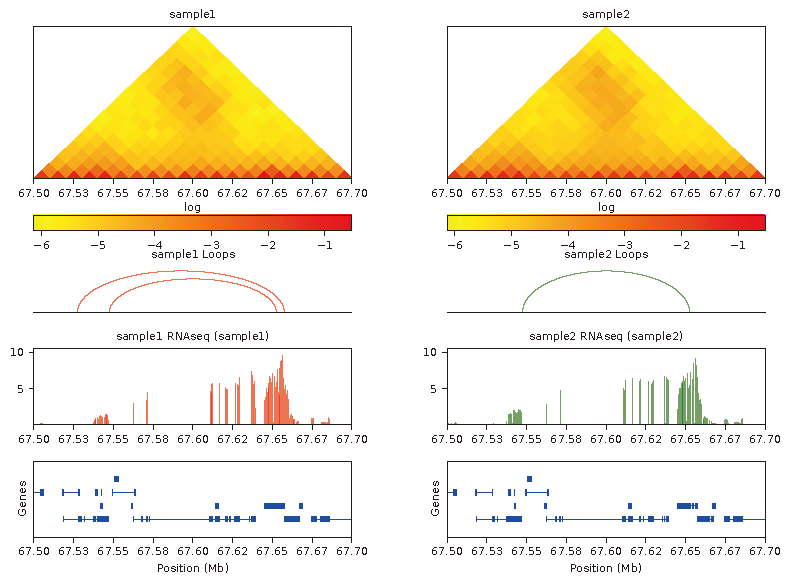 sample1 sample2
67.50 67.53 67.55 67.58 67.60 67.62 67.65 67.67 67.70 67.50 67.53 67.55 67.58 67.60 67.62 67.65 67.67 67.70
log log
−6 −5 −4 −3 −2 −1 −6 −5 −4 −3 −2 −1
sample1 Loops sample2 Loops
sample1 RNAseq (sample1) sample2 RNAseq (sample2)
10 10
5 5
67.50 67.53 67.55 67.58 67.60 67.62 67.65 67.67 67.70 67.50 67.53 67.55 67.58 67.60 67.62 67.65 67.67 67.70
Genes Genes
67.50 67.53 67.55 67.58 67.60 67.62 67.65 67.67 67.70 67.50 67.53 67.55 67.58 67.60 67.62 67.65 67.67 67.70
Position (Mb) Position (Mb)